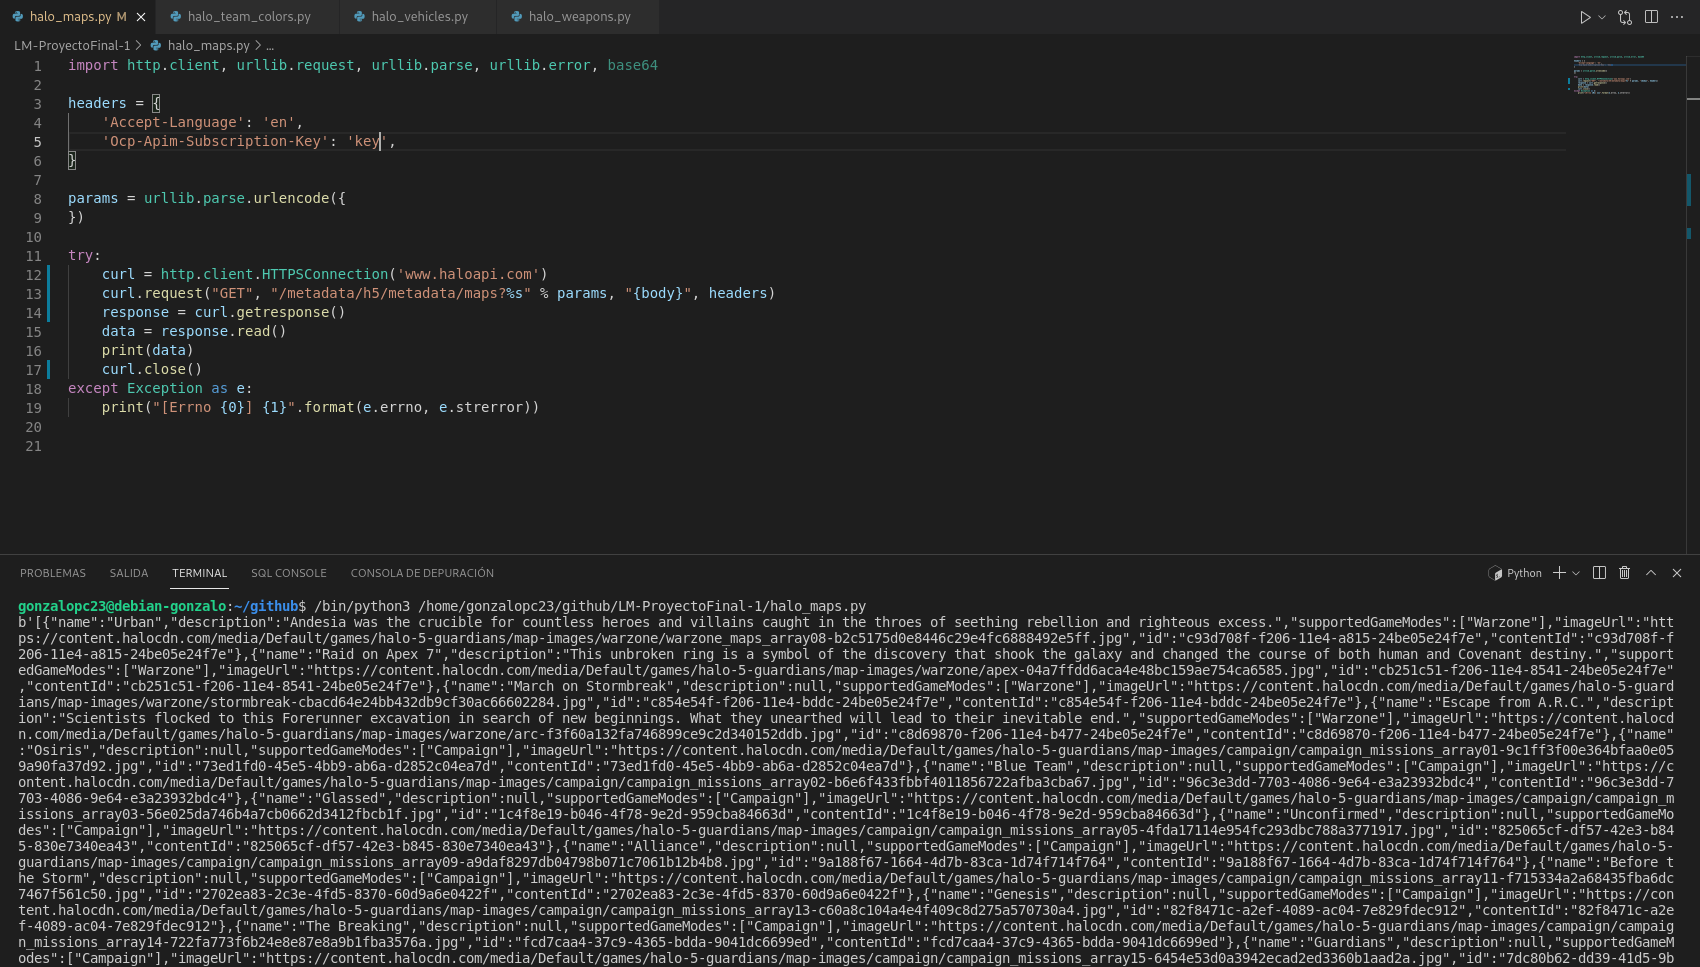 halo_maps.py M
halo_team_colors.py
halo_vehicles.py
halo_weapons.py
LM-ProyectoFinal-1 > halo_maps.py > ...
1 import http.client, urllib.request, urllib.parse, urllib.error, base64
2
3 headers = {
4 'Accept-Language': 'en',
5 'Ocp-Apim-Subscription-Key': 'key',
6 }
7
8 params = urllib.parse.urlencode({
9 })
10
11 try:
12 curl = http.client.HTTPSConnection('www.haloapi.com')
13 curl.request("GET", "/metadata/h5/metadata/maps?%s" % params, "{body}", headers)
14 response = curl.getresponse()
15 data = response.read()
16 print(data)
17 curl.close()
18 except Exception as e:
19 print("[Errno {0}] {1}".format(e.errno, e.strerror))
20
21
PROBLEMAS SALIDA TERMINAL SQL CONSOLE CONSOLA DE DEPURACIÓN
Python
gonzalopc23@debian-gonzalo:~/github$ /bin/python3 /home/gonzalopc23/github/LM-ProyectoFinal-1/halo_maps.py
b'[{"name":"Urban","description":"Andesia was the crucible for countless heroes and villains caught in the throes of seething rebellion and righteous excess.","supportedGameModes":["Warzone"],"imageUrl":"htt
ps://content.halocdn.com/media/Default/games/halo-5-guardians/map-images/warzone/warzone_maps_array08-b2c5175d0e8446c29e4fc6888492e5ff.jpg","id":"c93d708f-f206-11e4-a815-24be05e24f7e","contentId":"c93d708f-f
206-11e4-a815-24be05e24f7e"},{"name":"Raid on Apex 7","description":"This unbroken ring is a symbol of the discovery that shook the galaxy and changed the course of both human and Covenant destiny.","suppor
edGameModes":["Warzone"],"imageUrl":"https://content.halocdn.com/media/Default/games/halo-5-guardians/map-images/warzone/apex-04a7ffdd6aca4e48bc159ae754ca6585.jpg","id":"cb251c51-f206-11e4-8541-24be05e24f7e"
,"contentId":"cb251c51-f206-11e4-8541-24be05e24f7e"},{"name":"March on Stormbreak","description":null,"supportedGameModes":["Warzone"],"imageUrl":"https://content.halocdn.com/media/Default/games/halo-5-guard
ians/map-images/warzone/stormbreak-cbacd64e24bb432db9cf30ac66602284.jpg","id":"c854e54f-f206-11e4-bddc-24be05e24f7e","contentId":"c854e54f-f206-11e4-bddc-24be05e24f7e"},{"name":"Escape from A.R.C.","descript
ion":"Scientists flocked to this Forerunner excavation in search of new beginnings. What they unearthed will lead to their inevitable end.","supportedGameModes":["Warzone"],"imageUrl":"https://content.halocd
n.com/media/Default/games/halo-5-guardians/map-images/warzone/arc-f3f60a132fa746899ce9c2d340152ddb.jpg","id":"c8d69870-f206-11e4-b477-24be05e24f7e","contentId":"c8d69870-f206-11e4-b477-24be05e24f7e"},{"name"
:"Osiris","description":null,"supportedGameModes":["Campaign"],"imageUrl":"https://content.halocdn.com/media/Default/games/halo-5-guardians/map-images/campaign/campaign_missions_array01-9c1ff3f00e364bfaa0e05
9a90fa37d92.jpg","id":"73ed1fd0-45e5-4bb9-ab6a-d2852c04ea7d","contentId":"73ed1fd0-45e5-4bb9-ab6a-d2852c04ea7d"},{"name":"Blue Team","description":null,"supportedGameModes":["Campaign"],"imageUrl":"https://c
ontent.halocdn.com/media/Default/games/halo-5-guardians/map-images/campaign/campaign_missions_array02-b6e6f433fbbf4011856722afba3cba67.jpg","id":"96c3e3dd-7703-4086-9e64-e3a23932bdc4","contentId":"96c3e3dd-7
703-4086-9e64-e3a23932bdc4"},{"name":"Glassed","description":null,"supportedGameModes":["Campaign"],"imageUrl":"https://content.halocdn.com/media/Default/games/halo-5-guardians/map-images/campaign/campaign_m
issions_array03-56e025da746b4a7cb0662d3412fbcb1f.jpg","id":"1c4f8e19-b046-4f78-9e2d-959cba84663d","contentId":"1c4f8e19-b046-4f78-9e2d-959cba84663d"},{"name":"Unconfirmed","description":null,"supportedGameMo
des":["Campaign"],"imageUrl":"https://content.halocdn.com/media/Default/games/halo-5-guardians/map-images/campaign/campaign_missions_array05-4fda17114e954fc293dbc788a3771917.jpg","id":"825065cf-df57-42e3-b84
5-830e7340ea43","contentId":"825065cf-df57-42e3-b845-830e7340ea43"},{"name":"Alliance","description":null,"supportedGameModes":["Campaign"],"imageUrl":"https://content.halocdn.com/media/Default/games/halo-5-
guardians/map-images/campaign/campaign_missions_array09-a9daf8297db04798b071c7061b12b4b8.jpg","id":"9a188f67-1664-4d7b-83ca-1d74f714f764","contentId":"9a188f67-1664-4d7b-83ca-1d74f714f764"},{"name":"Before t
he Storm","description":null,"supportedGameModes":["Campaign"],"imageUrl":"https://content.halocdn.com/media/Default/games/halo-5-guardians/map-images/campaign/campaign_missions_array11-f715334a2a68435fba6dc
7467f561c50.jpg","id":"2702ea83-2c3e-4fd5-8370-60d9a6e0422f","contentId":"2702ea83-2c3e-4fd5-8370-60d9a6e0422f"},{"name":"Genesis","description":null,"supportedGameModes":["Campaign"],"imageUrl":"https://con
tent.halocdn.com/media/Default/games/halo-5-guardians/map-images/campaign/campaign_missions_array13-c60a8c104a4e4f409c8d275a570730a4.jpg","id":"82f8471c-a2ef-4089-ac04-7e829fdec912","contentId":"82f8471c-a2e
f-4089-ac04-7e829fdec912"},{"name":"The Breaking","description":null,"supportedGameModes":["Campaign"],"imageUrl":"https://content.halocdn.com/media/Default/games/halo-5-guardians/map-images/campaign/campaig
n_missions_array14-722fa773f6b24e8e87e8a9b1fba3576a.jpg","id":"fcd7caa4-37c9-4365-bdda-9041dc6699ed","contentId":"fcd7caa4-37c9-4365-bdda-9041dc6699ed"},{"name":"Guardians","description":null,"supportedGameM
odes":["Campaign"],"imageUrl":"https://content.halocdn.com/media/Default/games/halo-5-guardians/map-images/campaign/campaign_missions_array15-6454e53d0a3942ecad2ed3360b1aad2a.jpg","id":"7dc80b62-dd39-41d5-9b